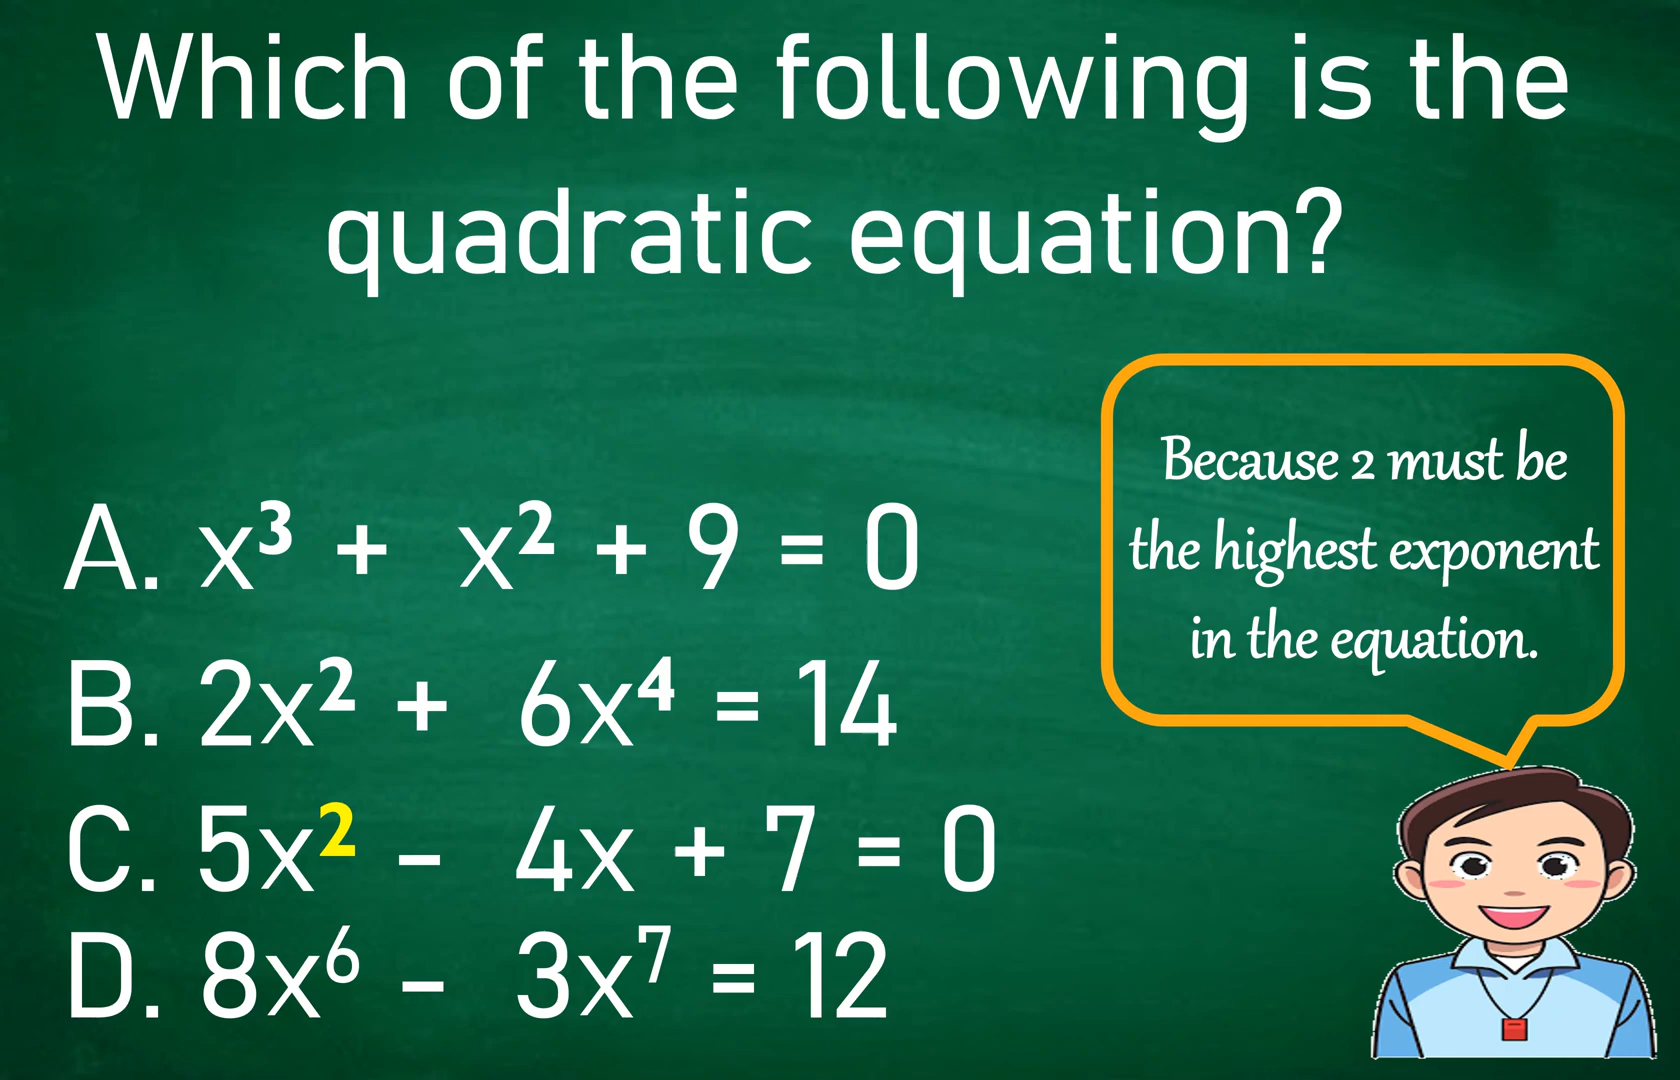 Which of the following is the
quadratic equation?
Because 2 must be
the highest exponent
in the equation.
A. x³ + x² + 9 = 0
B. 2x² + 6x⁴ = 14
C. 5x² - 4x + 7 = 0
D. 8x⁶ - 3x⁷ = 12